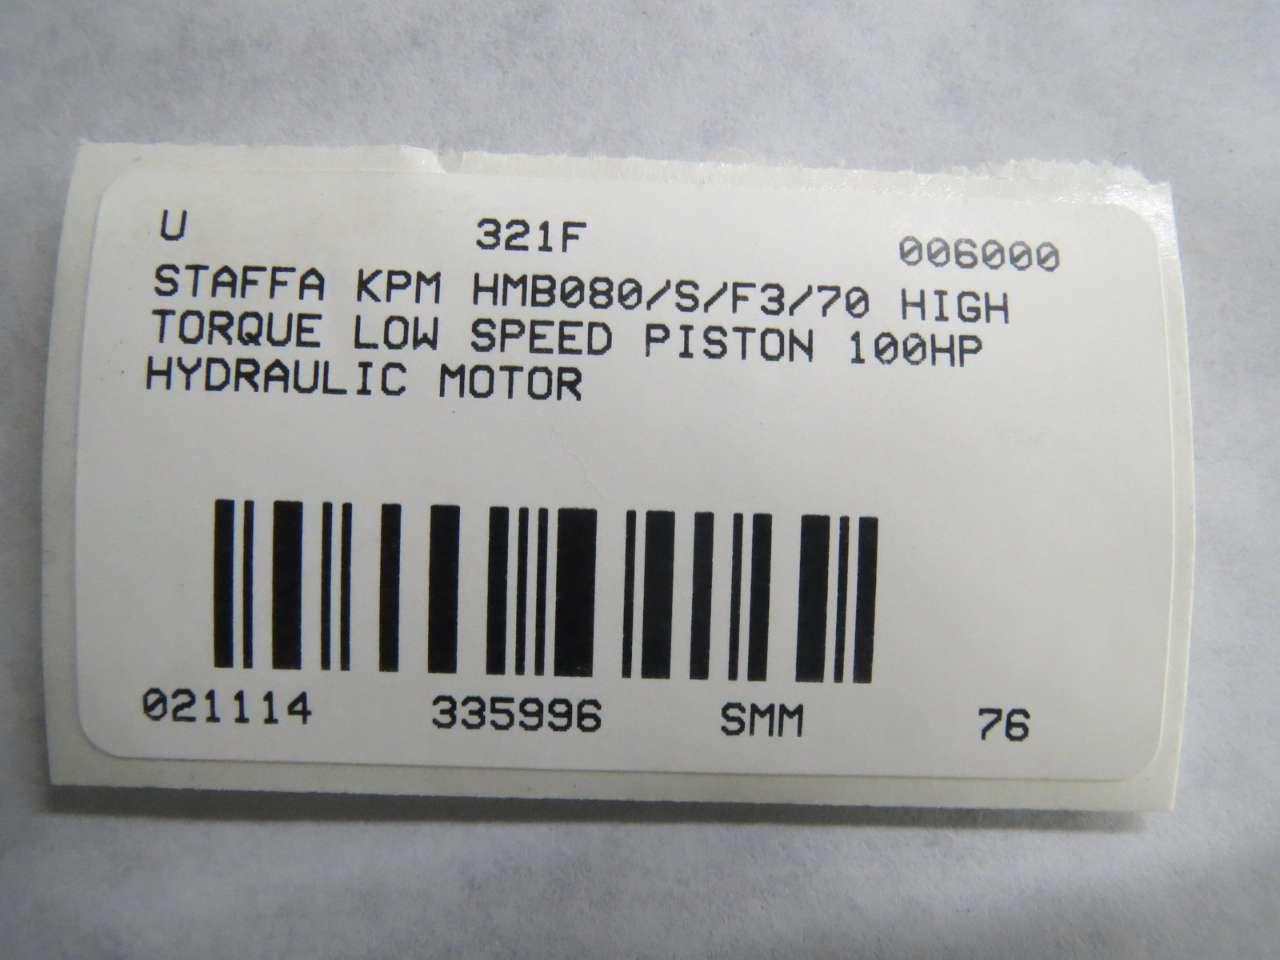 U 321F 006000
STAFFA KPM HMB080/S/F3/70 HIGH
TORQUE LOW SPEED PISTON 100HP
HYDRAULIC MOTOR
021114 335996 SMM 76